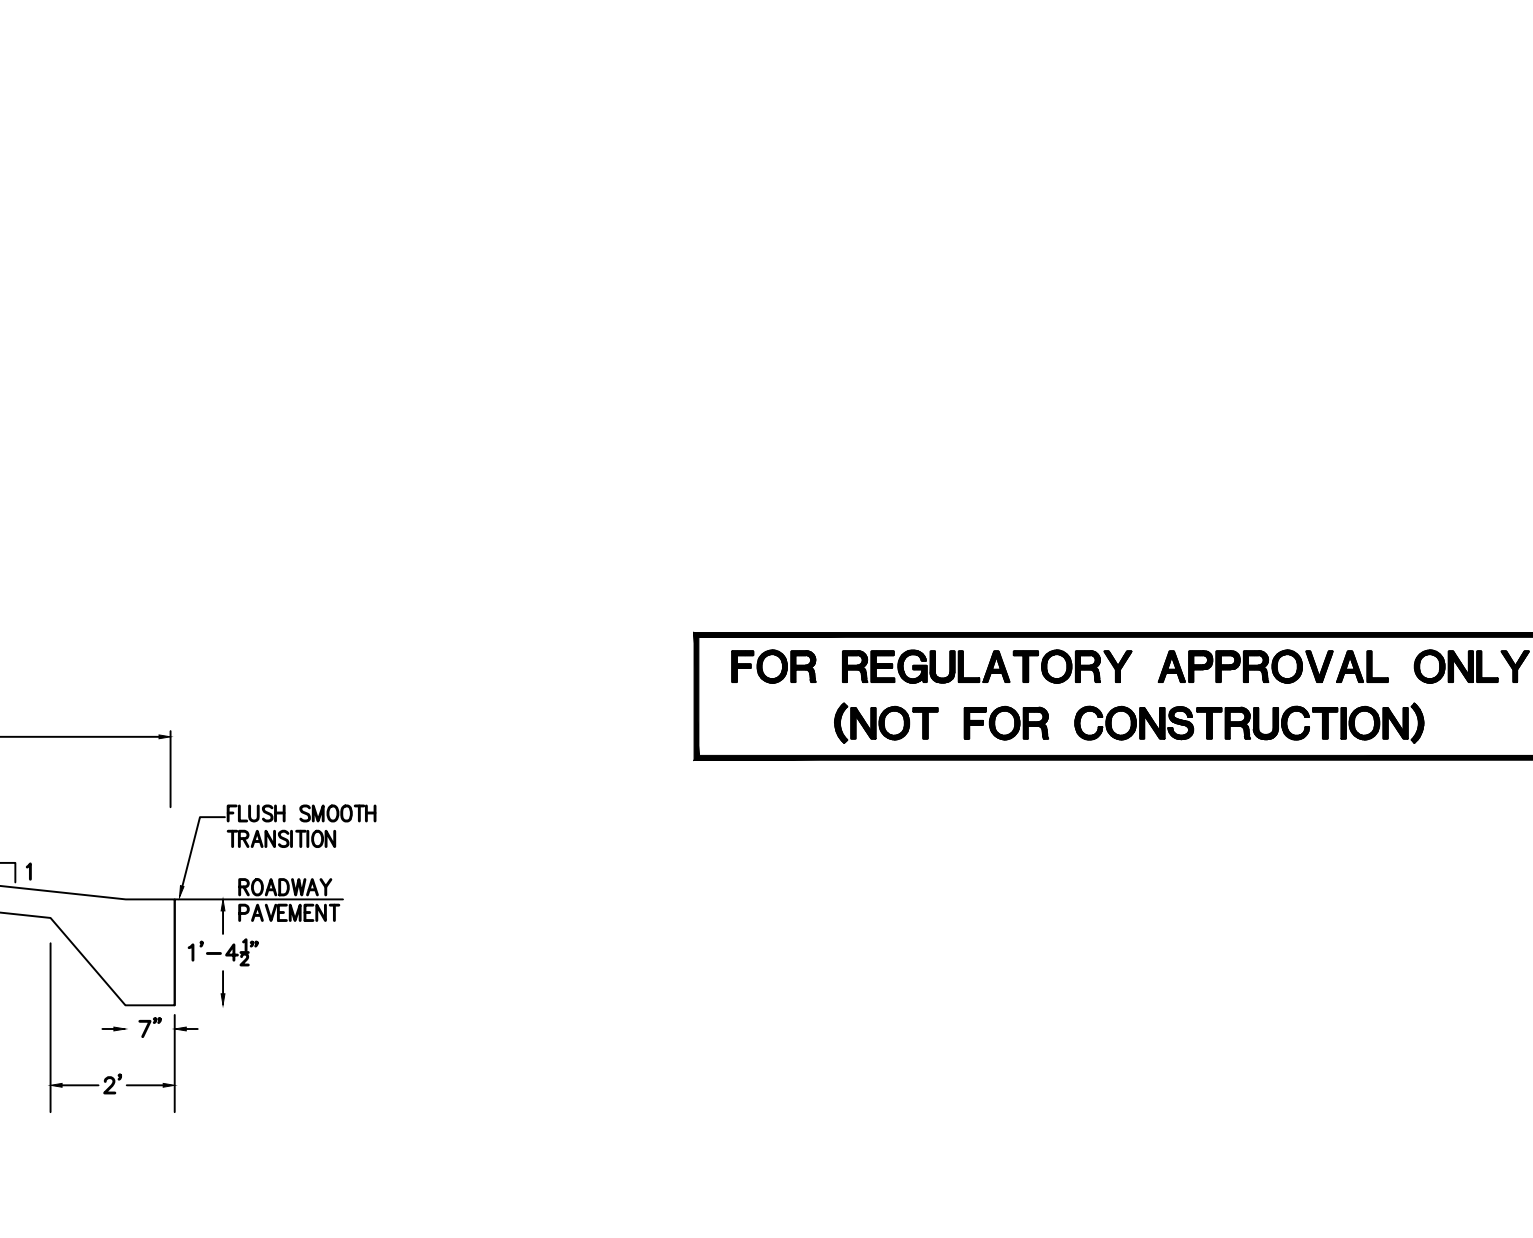 FOR REGULATORY APPROVAL ONLY
(NOT FOR CONSTRUCTION)
FLUSH SMOOTH
TRANSITION
1
ROADWAY
PAVEMENT
1'-4½"
7"
2'